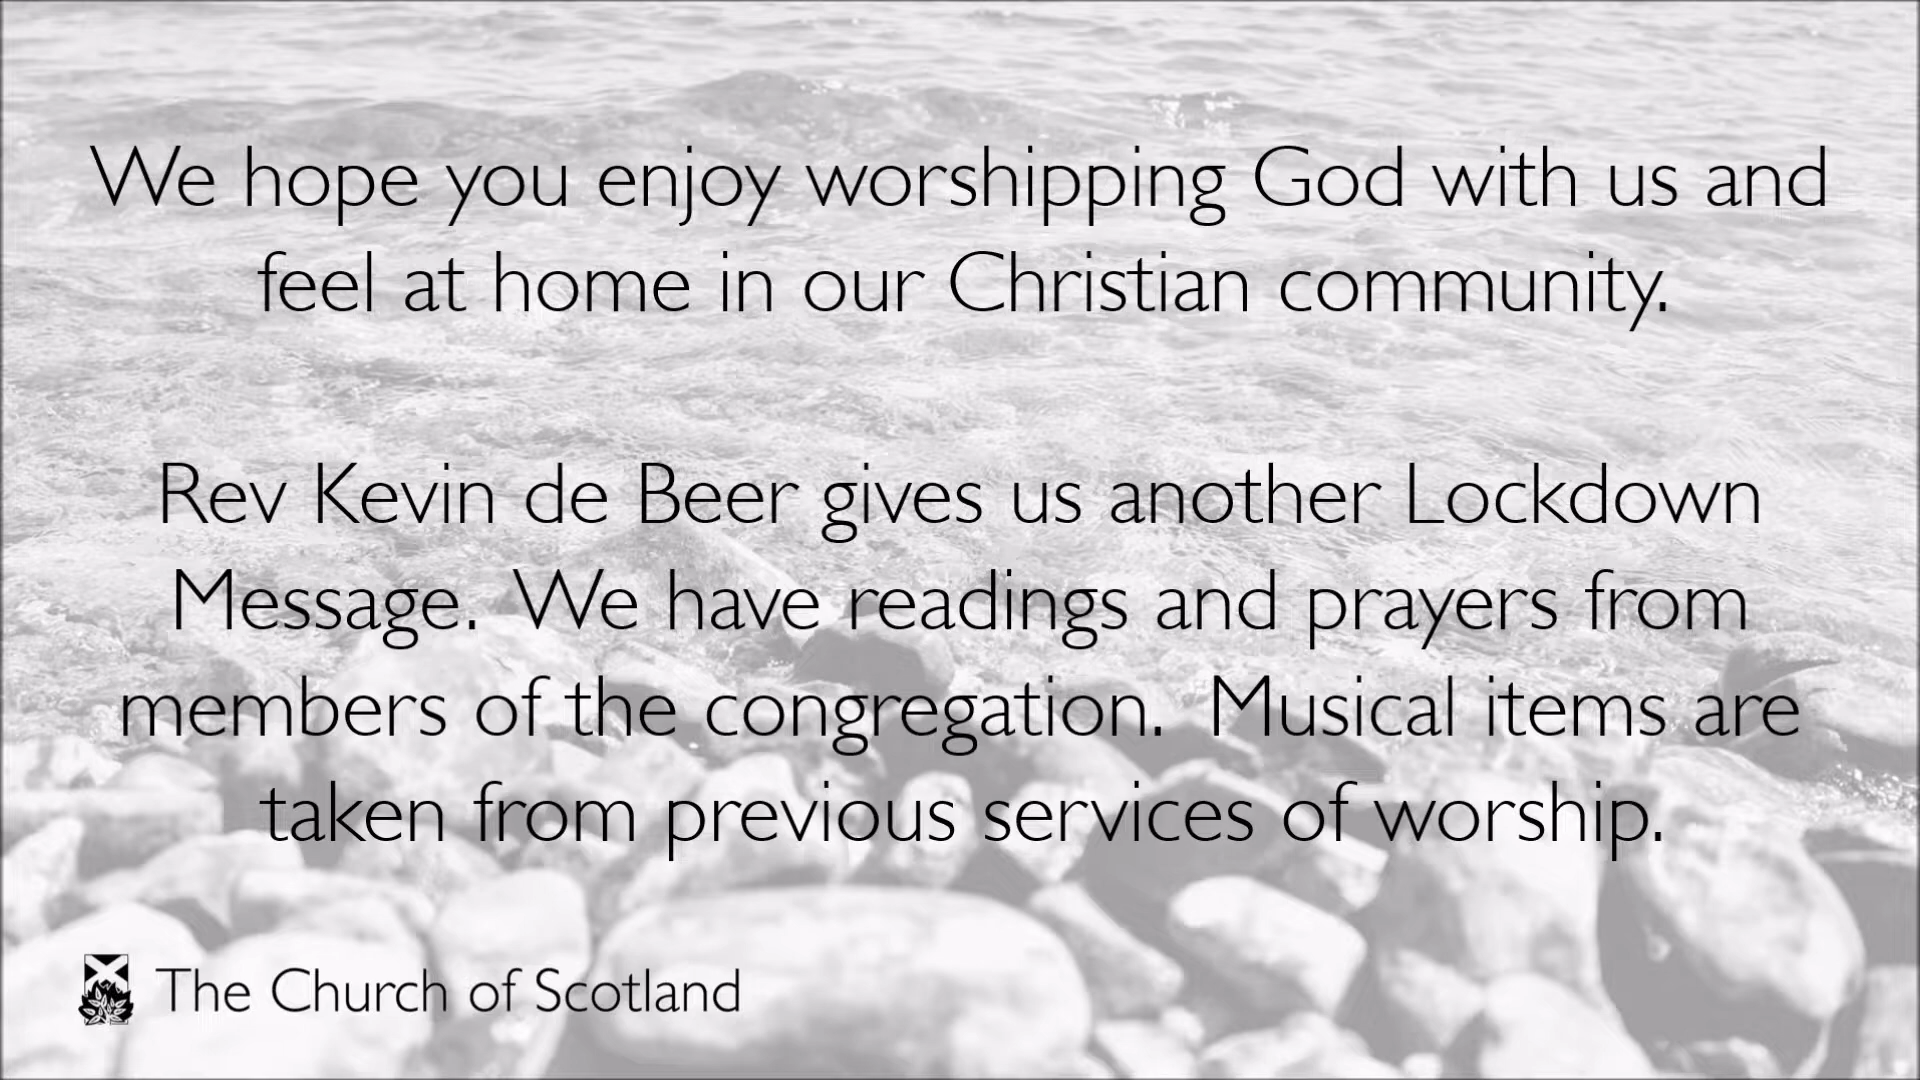 We hope you enjoy worshipping God with us and
feel at home in our Christian community.
Rev Kevin de Beer gives us another Lockdown
Message.  We have readings and prayers from
members of the congregation.  Musical items are
taken from previous services of worship.
The Church of Scotland